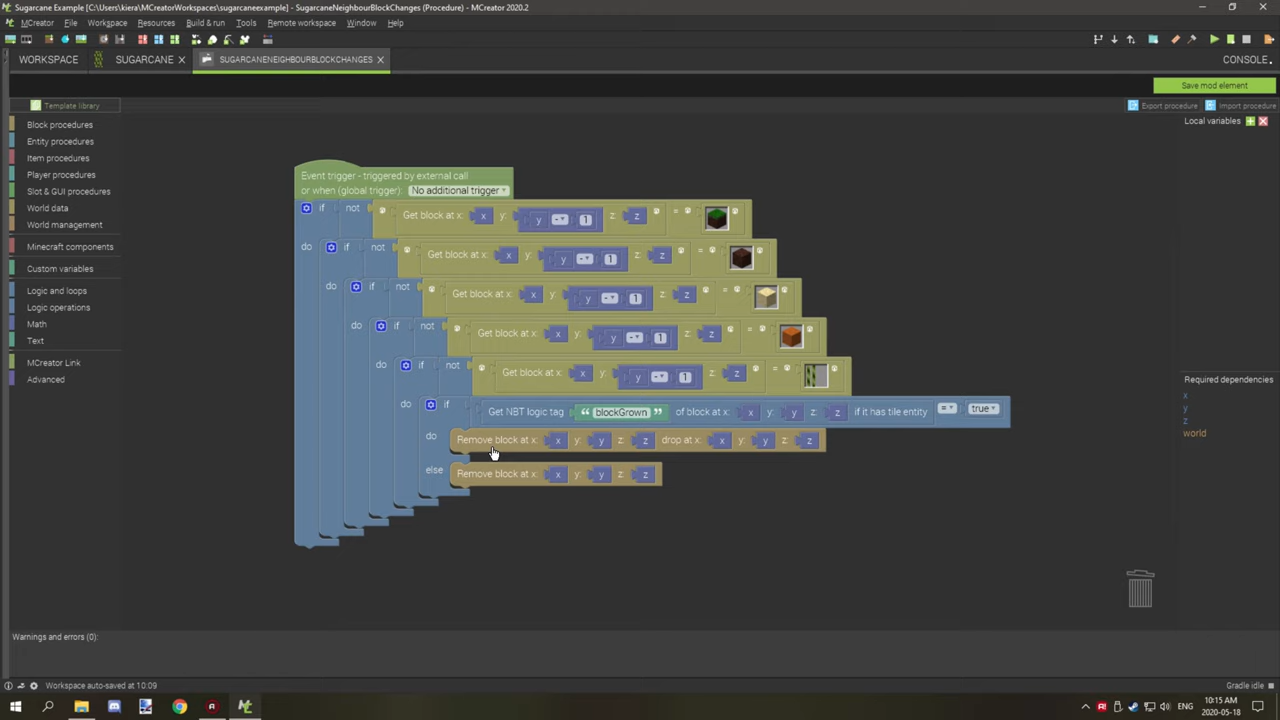 Sugarcane Example [C:\Users\kiera\MCreatorWorkspaces\sugarcaneexample] - SugarcaneNeighbourBlockChanges (Procedure) - MCreator 2020.2
MCreator File Workspace Resources Build & run Tools Remote workspace Window Help
WORKSPACE SUGARCANE SUGARCANENEIGHBOURBLOCKCHANGES CONSOLE
Save mod element
Template library Export procedure Import procedure
Block procedures
Entity procedures
Item procedures
Player procedures
Slot & GUI procedures
World data
World management
Minecraft components
Custom variables
Logic and loops
Logic operations
Math
Text
MCreator Link
Advanced
Event trigger - triggered by external call
or when (global trigger): No additional trigger
if not Get block at x: x y: y - 1 z: z =
do if not Get block at x: x y: y - 1 z: z =
do if not Get block at x: x y: y - 1 z: z =
do if not Get block at x: x y: y - 1 z: z =
do if not Get block at x: x y: y - 1 z: z =
do if Get NBT logic tag “ blockGrown ” of block at x: x y: y z: z if it has tile entity = true
do Remove block at x: x y: y z: z drop at x: x y: y z: z
else Remove block at x: x y: y z: z
Local variables
Required dependencies
x
y
z
world
Warnings and errors (0):
Workspace auto-saved at 10:09 Gradle idle
ENG 10:15 AM
2020-05-18